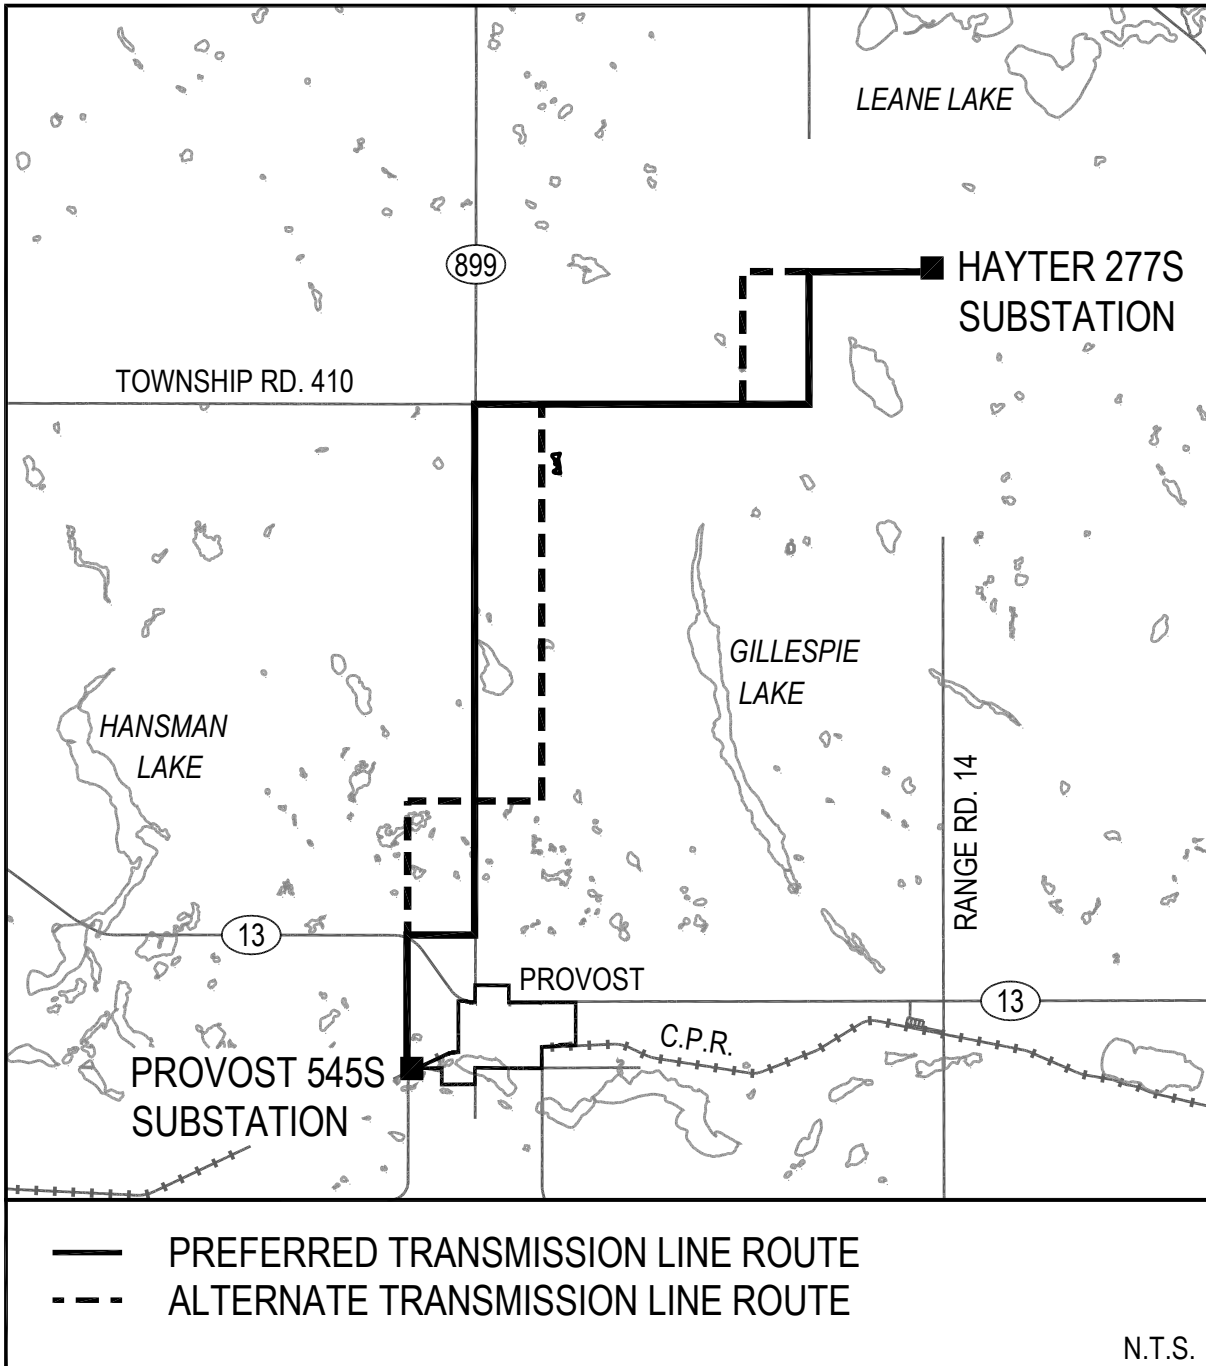 LEANE LAKE
899
HAYTER 277S
SUBSTATION
TOWNSHIP RD. 410
GILLESPIE
LAKE
HANSMAN
LAKE
RANGE RD. 14
13
PROVOST
13
C.P.R.
PROVOST 545S
SUBSTATION
PREFERRED TRANSMISSION LINE ROUTE
ALTERNATE TRANSMISSION LINE ROUTE
N.T.S.